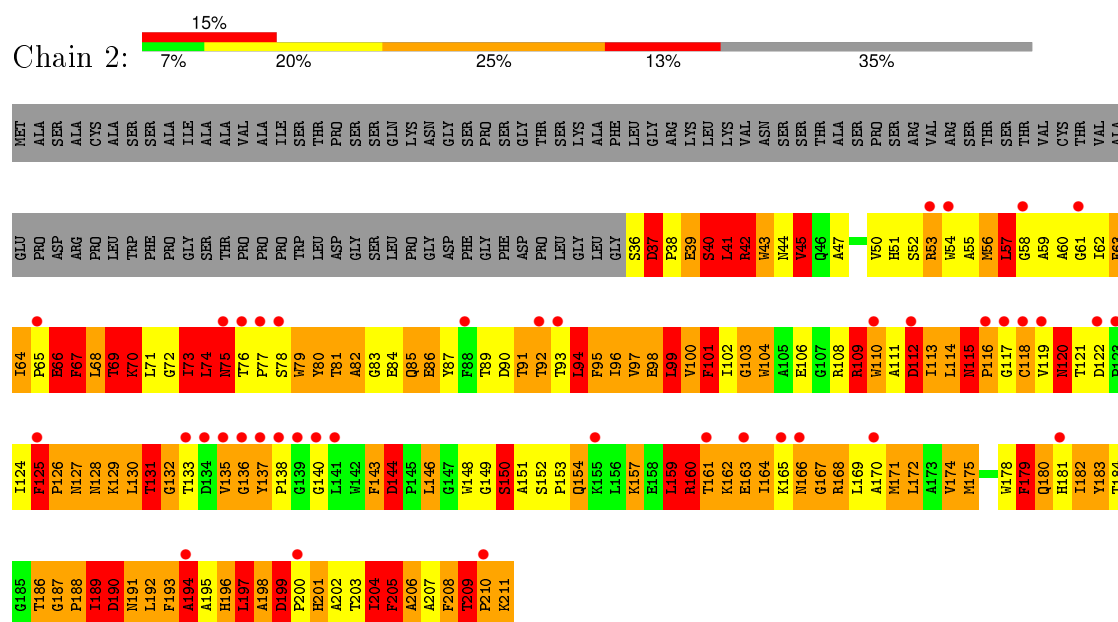 15%
Chain 2:
7% 20% 25% 13% 35%
MET ALA SER ALA CYS ALA SER SER ALA ILE ALA ALA VAL ALA ILE SER THR PRO SER SER GLN LYS ASN GLY SER PRO SER GLY THR SER LYS ALA PHE LEU GLY ARG LYS LEU LYS VAL ASN SER SER THR ALA SER PRO SER ARG VAL ARG SER THR SER THR VAL CYS THR VAL
GLU PRO ASP ARG PRO LEU TRP PHE PRO GLY SER THR PRO PRO PRO TRP LEU ASP GLY SER LEU PRO GLY ASP PHE GLY PHE ASP PRO LEU GLY LEU GLY S36 D37 P38 E39 S40 L41 R42 W43 N44 V45 Q46 A47 V50 H51 S52 R53 W54 A55 M56 L57 G58 A59 A60 G61 I62
I64 P65 E66 F67 L68 T69 K70 L71 G72 I73 L74 N75 T76 P77 S78 W79 Y80 T81 A82 G83 E84 Q85 E86 Y87 F88 T89 D90 T91 T92 T93 L94 F95 I96 V97 E98 L99 V100 F101 I102 G103 W104 A105 E106 G107 R108 R109 W110 A111 D112 I113 L114 N115 P116 G117 C118 V119 N120 T121 D122
I124 F125 P126 N127 N128 K129 L130 T131 G132 T133 D134 V135 G136 Y137 P138 G139 G140 L141 W142 F143 D144 P145 L146 G147 W148 G149 S150 A151 S152 P153 Q154 K155 L156 K157 E158 L159 R160 T161 K162 E163 I164 K165 N166 G167 R168 L169 A170 M171 L172 A173 V174 M175 W178 F179 Q180 H181 I182 Y183
G185 T186 G187 P188 I189 D190 N191 L192 F193 A194 A195 H196 L197 A198 D199 P200 H201 A202 T203 I204 F205 A206 A207 F208 T209 P210 K211